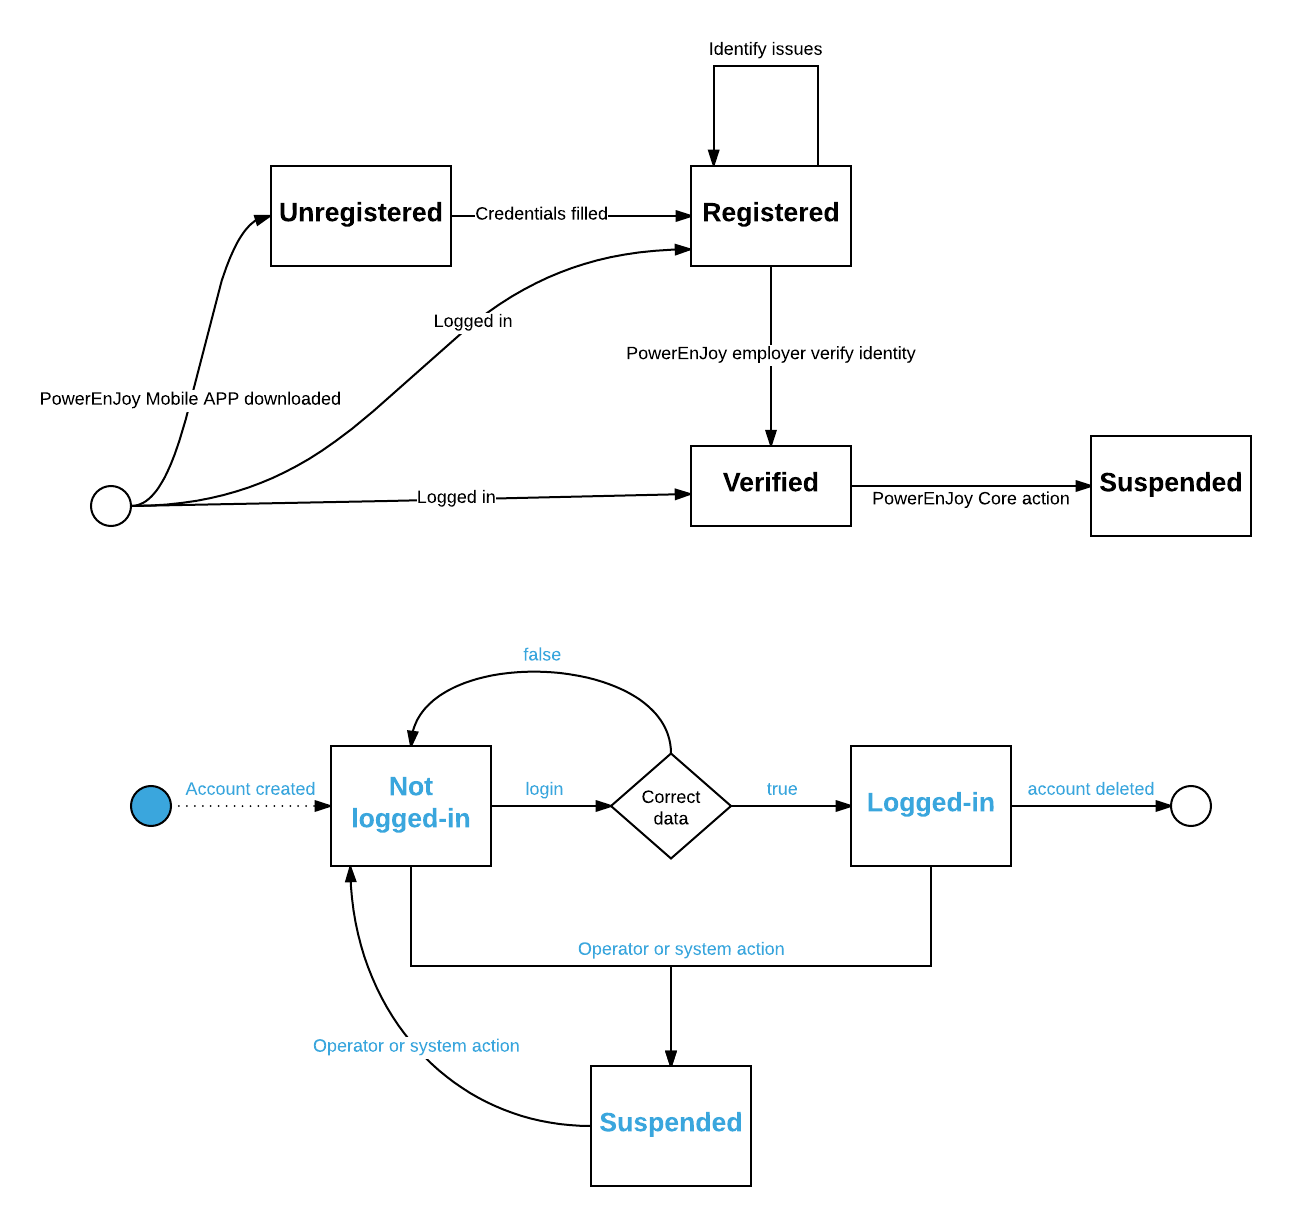 Identify issues
Unregistered
Credentials filled
Registered
Logged in
PowerEnJoy employer verify identity
PowerEnJoy Mobile APP downloaded
Verified
Suspended
Logged in
PowerEnJoy Core action
false
Account created
Not
logged-in
login
Correct
data
true
Logged-in
account deleted
Operator or system action
Operator or system action
Suspended